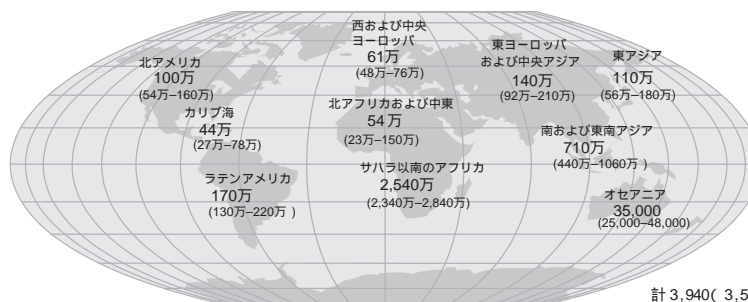 西および中央
ヨーロッパ
61万
(48万–76万)
北アメリカ
100万
(54万–160万)
カリブ海
44万
(27万–78万)
ラテンアメリカ
170万
(130万–220万 )
北アフリカおよび中東
54万
(23万–150万)
サハラ以南のアフリカ
2,540万
(2,340万–2,840万)
東ヨーロッパ
および中央アジア
140万
(92万–210万)
東アジア
110万
(56万–180万)
南および東南アジア
710万
(440万–1060万 )
オセアニア
35,000
(25,000–48,000)
計 3,940( 3,5